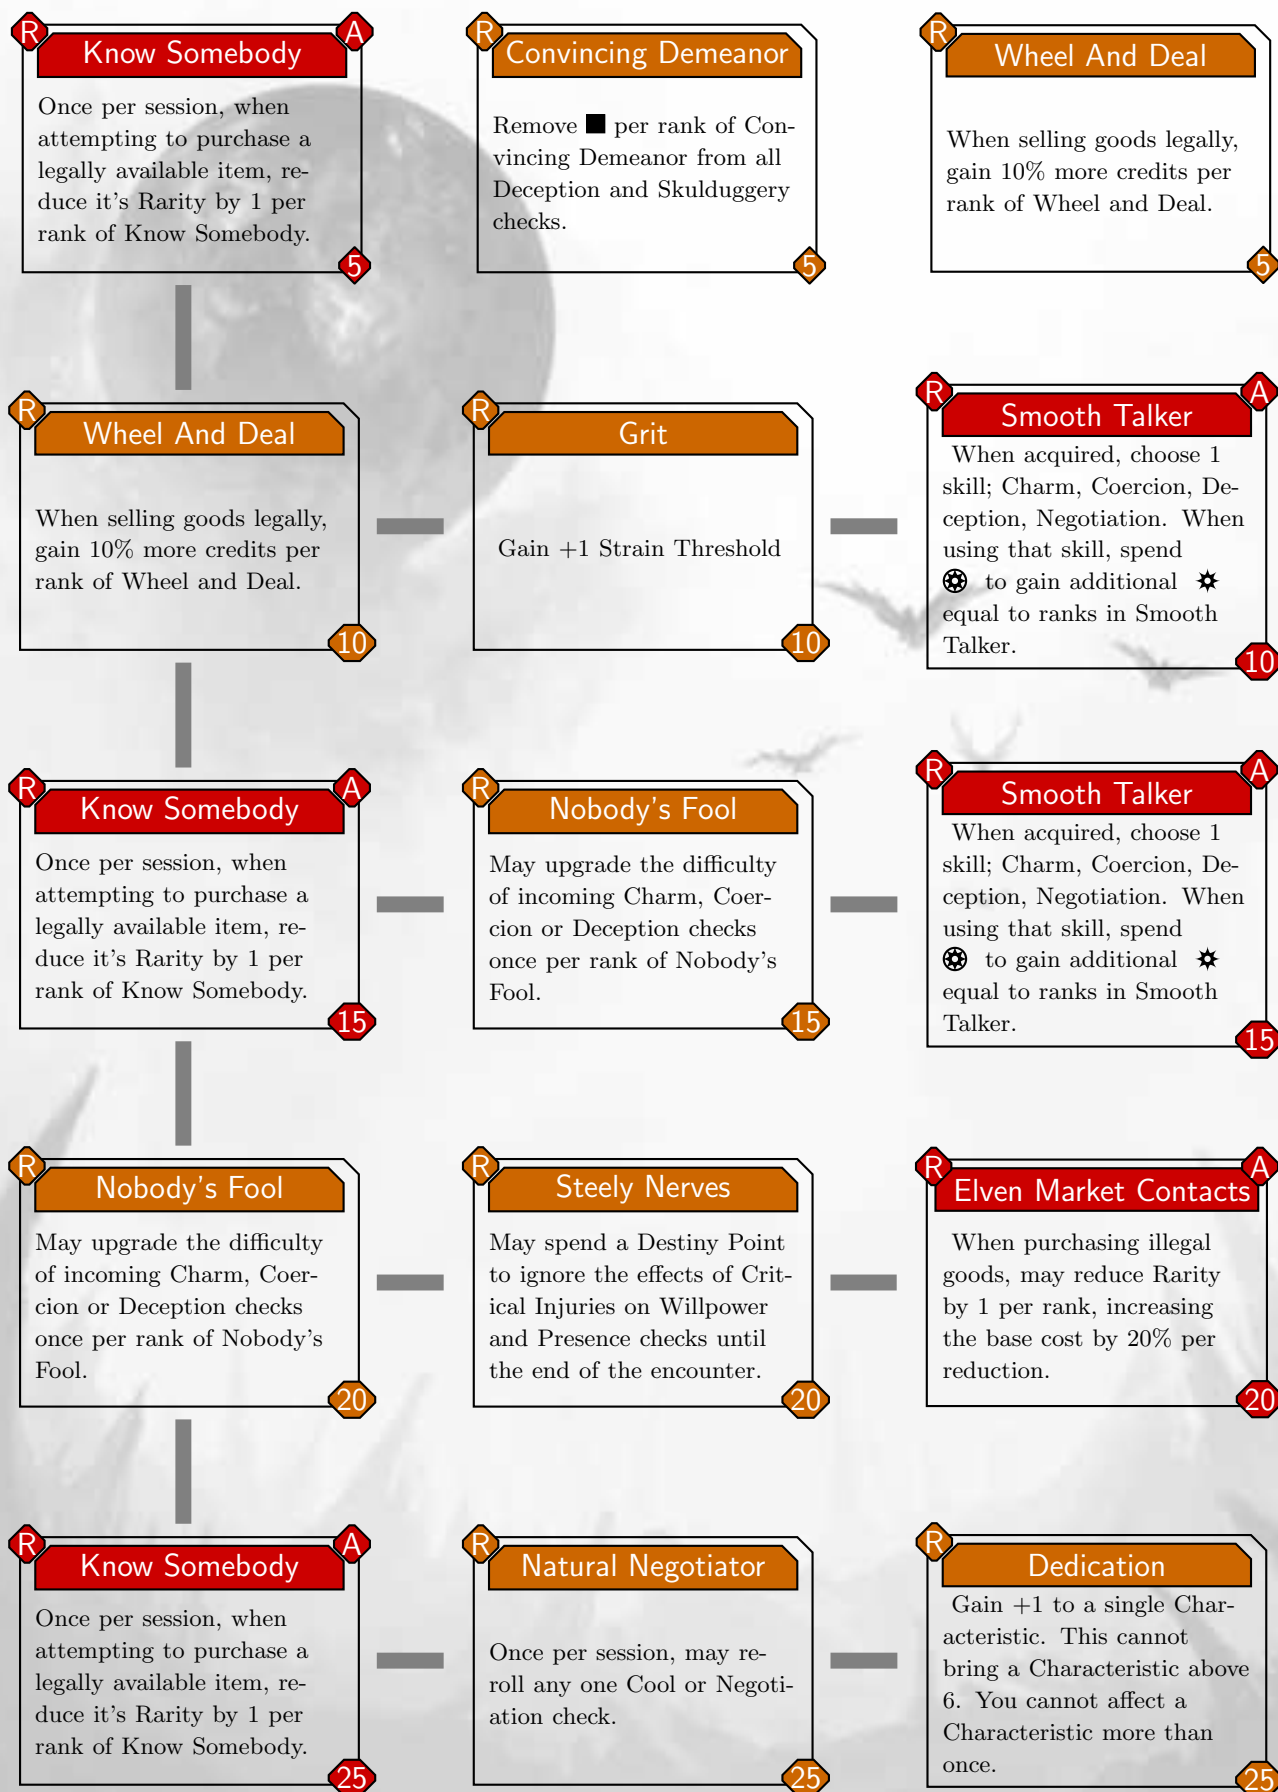 R
A
Know Somebody
Once per session, when
attempting to purchase a
legally available item, re-
duce it's Rarity by 1 per
rank of Know Somebody.
5
R
Convincing Demeanor
Remove ■ per rank of Con-
vincing Demeanor from all
Deception and Skulduggery
checks.
5
R
Wheel And Deal
When selling goods legally,
gain 10% more credits per
rank of Wheel and Deal.
5
R
Wheel And Deal
When selling goods legally,
gain 10% more credits per
rank of Wheel and Deal.
10
R
Grit
Gain +1 Strain Threshold
10
R
A
Smooth Talker
When acquired, choose 1
skill; Charm, Coercion, De-
ception, Negotiation. When
using that skill, spend
to gain additional
equal to ranks in Smooth
Talker.
10
R
A
Know Somebody
Once per session, when
attempting to purchase a
legally available item, re-
duce it's Rarity by 1 per
rank of Know Somebody.
15
R
Nobody's Fool
May upgrade the difficulty
of incoming Charm, Coer-
cion or Deception checks
once per rank of Nobody's
Fool.
15
R
A
Smooth Talker
When acquired, choose 1
skill; Charm, Coercion, De-
ception, Negotiation. When
using that skill, spend
to gain additional
equal to ranks in Smooth
Talker.
15
R
Nobody's Fool
May upgrade the difficulty
of incoming Charm, Coer-
cion or Deception checks
once per rank of Nobody's
Fool.
20
R
Steely Nerves
May spend a Destiny Point
to ignore the effects of Crit-
ical Injuries on Willpower
and Presence checks until
the end of the encounter.
20
R
A
Elven Market Contacts
When purchasing illegal
goods, may reduce Rarity
by 1 per rank, increasing
the base cost by 20% per
reduction.
20
R
A
Know Somebody
Once per session, when
attempting to purchase a
legally available item, re-
duce it's Rarity by 1 per
rank of Know Somebody.
25
R
Natural Negotiator
Once per session, may re-
roll any one Cool or Negoti-
ation check.
25
R
Dedication
Gain +1 to a single Char-
acteristic. This cannot
bring a Characteristic above
6. You cannot affect a
Characteristic more than
once.
25